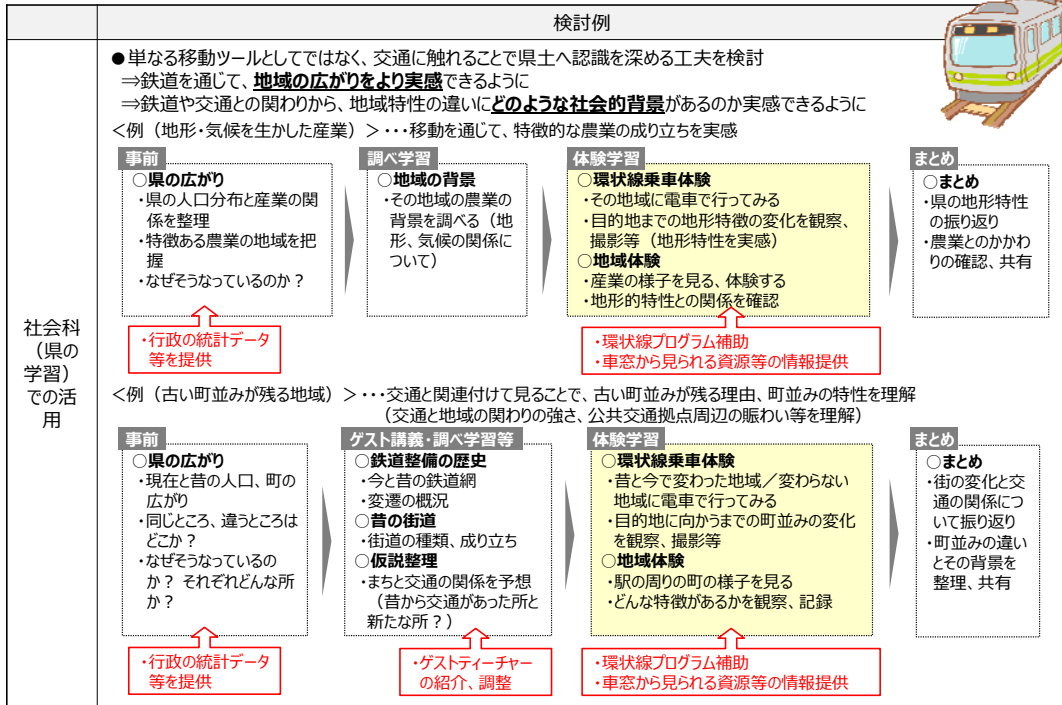 検討例
社会科
（県の
学習）
での活
用
●単なる移動ツールとしてではなく、交通に触れることで県土へ認識を深める工夫を検討
⇒鉄道を通じて、地域の広がりをより実感できるように
⇒鉄道や交通との関わりから、地域特性の違いにどのような社会的背景があるのか実感できるように
＜例（地形・気候を生かした産業）＞・・・移動を通じて、特徴的な農業の成り立ちを実感
事前
○県の広がり
・県の人口分布と産業の関
係を整理
・特徴ある農業の地域を把
握
・なぜそうなっているのか？
・行政の統計データ
等を提供
調べ学習
○地域の背景
・その地域の農業の
背景を調べる（地
形、気候の関係に
ついて）
体験学習
○環状線乗車体験
・その地域に電車で行ってみる
・目的地までの地形特徴の変化を観察、
撮影等（地形特性を実感）
○地域体験
・産業の様子を見る、体験する
・地形的特性との関係を確認
・環状線プログラム補助
・車窓から見られる資源等の情報提供
まとめ
○まとめ
・県の地形特性
の振り返り
・農業とのかかわ
りの確認、共有
＜例（古い町並みが残る地域）＞・・・交通と関連付けて見ることで、古い町並みが残る理由、町並みの特性を理解
（交通と地域の関わりの強さ、公共交通拠点周辺の賑わい等を理解）
事前
○県の広がり
・現在と昔の人口、町の
広がり
・同じところ、違うところは
どこか？
・なぜそうなっているの
か？ それぞれどんな所
か？
・行政の統計データ
等を提供
ゲスト講義・調べ学習等
○鉄道整備の歴史
・今と昔の鉄道網
・変遷の概況
○昔の街道
・街道の種類、成り立ち
○仮説整理
・まちと交通の関係を予想
（昔から交通があった所と
新たな所？）
・ゲストティーチャー
の紹介、調整
体験学習
○環状線乗車体験
・昔と今で変わった地域／変わらない
地域に電車で行ってみる
・目的地に向かうまでの町並みの変化
を観察、撮影等
○地域体験
・駅の周りの町の様子を見る
・どんな特徴があるかを観察、記録
・環状線プログラム補助
・車窓から見られる資源等の情報提供
まとめ
○まとめ
・街の変化と交
通の関係につ
いて振り返り
・町並みの違い
とその背景を
整理、共有